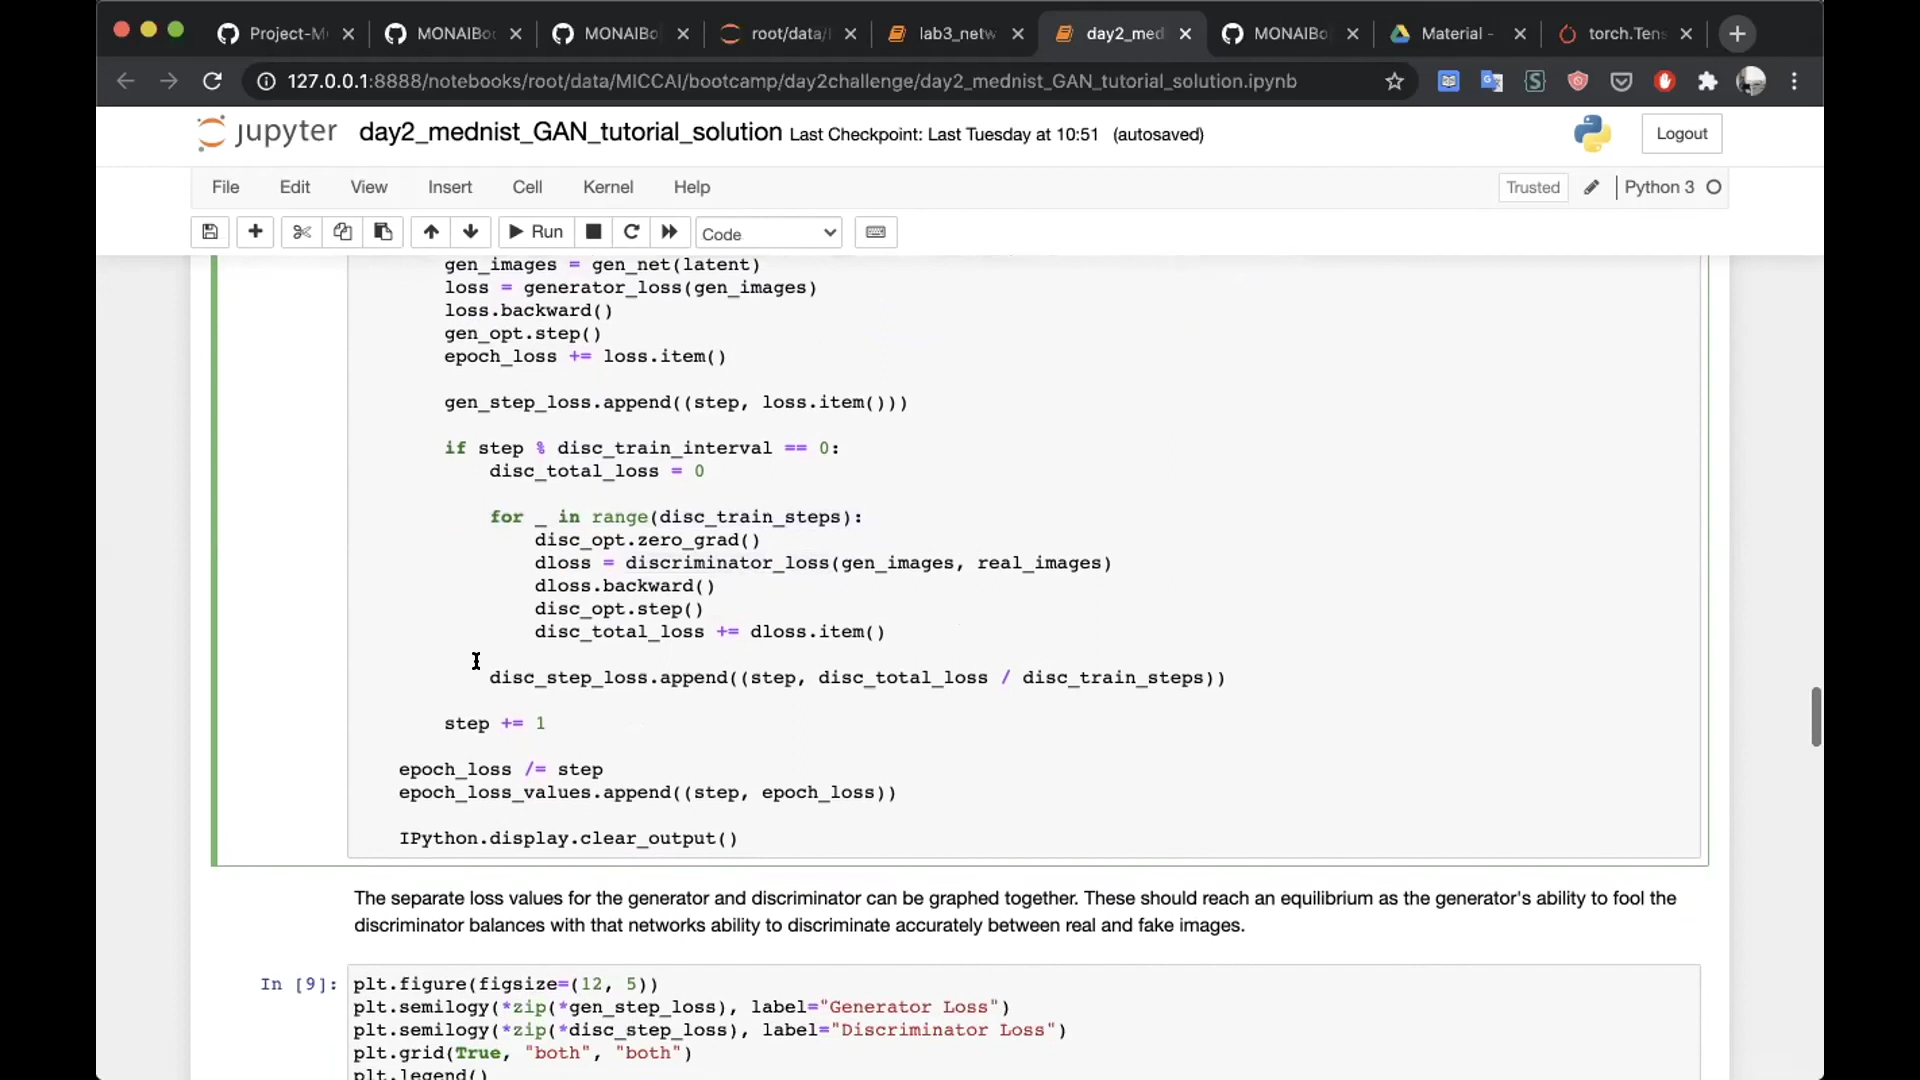 Project-M
MONAIBo
MONAIBo
root/data/
lab3_netw
day2_med
MONAIBo
Material -
torch.Tens
127.0.0.1:8888/notebooks/root/data/MICCAI/bootcamp/day2challenge/day2_mednist_GAN_tutorial_solution.ipynb
jupyter day2_mednist_GAN_tutorial_solution Last Checkpoint: Last Tuesday at 10:51 (autosaved)
Logout
File Edit View Insert Cell Kernel Help
Trusted Python 3
Run Code
gen_images = gen_net(latent)
loss = generator_loss(gen_images)
loss.backward()
gen_opt.step()
epoch_loss += loss.item()
gen_step_loss.append((step, loss.item()))
if step % disc_train_interval == 0:
disc_total_loss = 0
for _ in range(disc_train_steps):
disc_opt.zero_grad()
dloss = discriminator_loss(gen_images, real_images)
dloss.backward()
disc_opt.step()
disc_total_loss += dloss.item()
disc_step_loss.append((step, disc_total_loss / disc_train_steps))
step += 1
epoch_loss /= step
epoch_loss_values.append((step, epoch_loss))
IPython.display.clear_output()
The separate loss values for the generator and discriminator can be graphed together. These should reach an equilibrium as the generator's ability to fool the
discriminator balances with that networks ability to discriminate accurately between real and fake images.
In [9]: plt.figure(figsize=(12, 5))
plt.semilogy(*zip(*gen_step_loss), label="Generator Loss")
plt.semilogy(*zip(*disc_step_loss), label="Discriminator Loss")
plt.grid(True, "both", "both")
plt.legend()